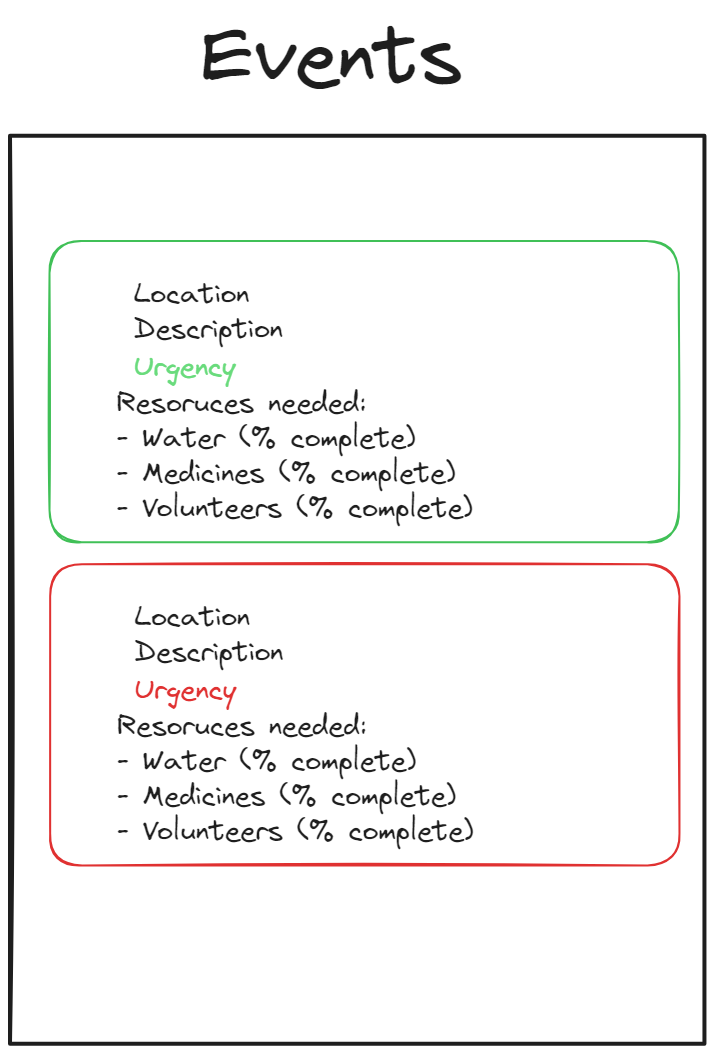 Events
Location
Description
Urgency
Resoruces needed:
- Water (% complete)
- Medicines (% complete)
- Volunteers (% complete)
Location
Description
Urgency
Resoruces needed:
- Water (% complete)
- Medicines (% complete)
- Volunteers (% complete)